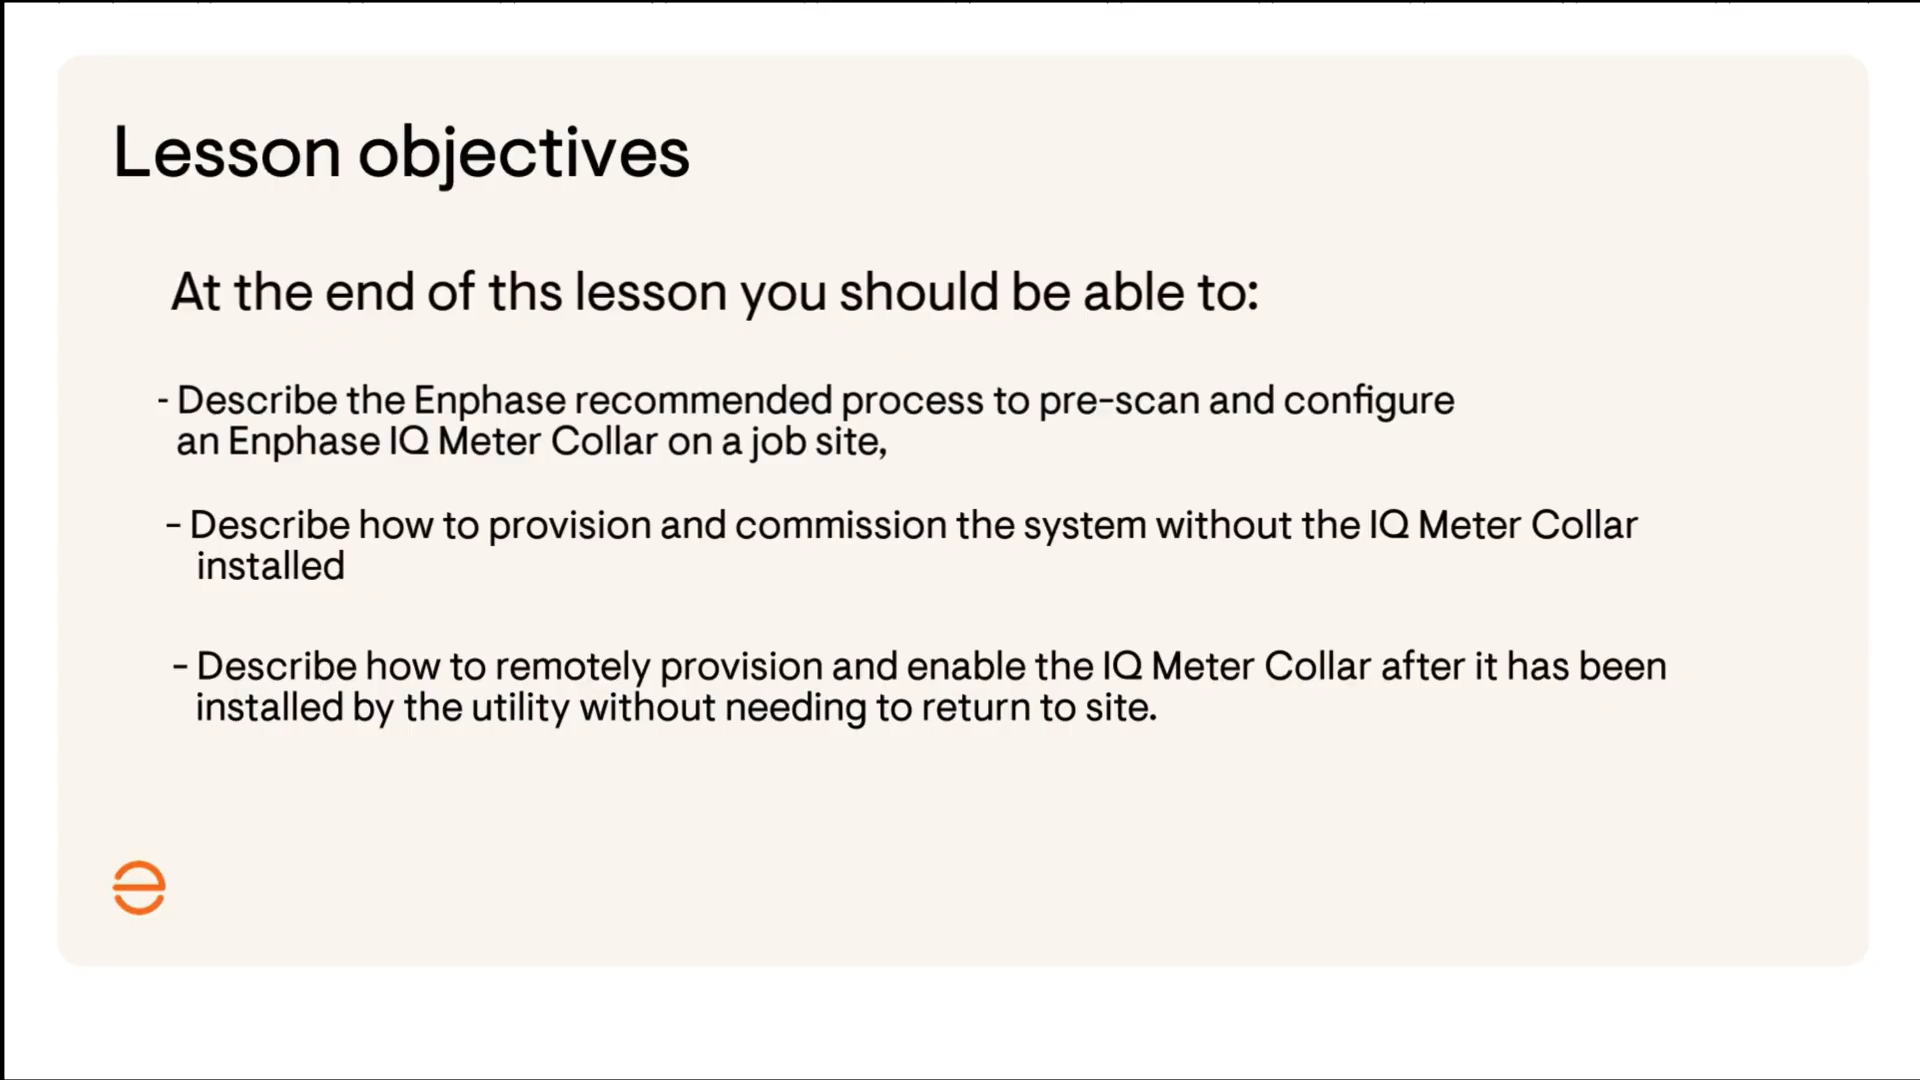 Lesson objectives
At the end of ths lesson you should be able to:
- Describe the Enphase recommended process to pre-scan and configure
an Enphase IQ Meter Collar on a job site,
- Describe how to provision and commission the system without the IQ Meter Collar
installed
- Describe how to remotely provision and enable the IQ Meter Collar after it has been
installed by the utility without needing to return to site.